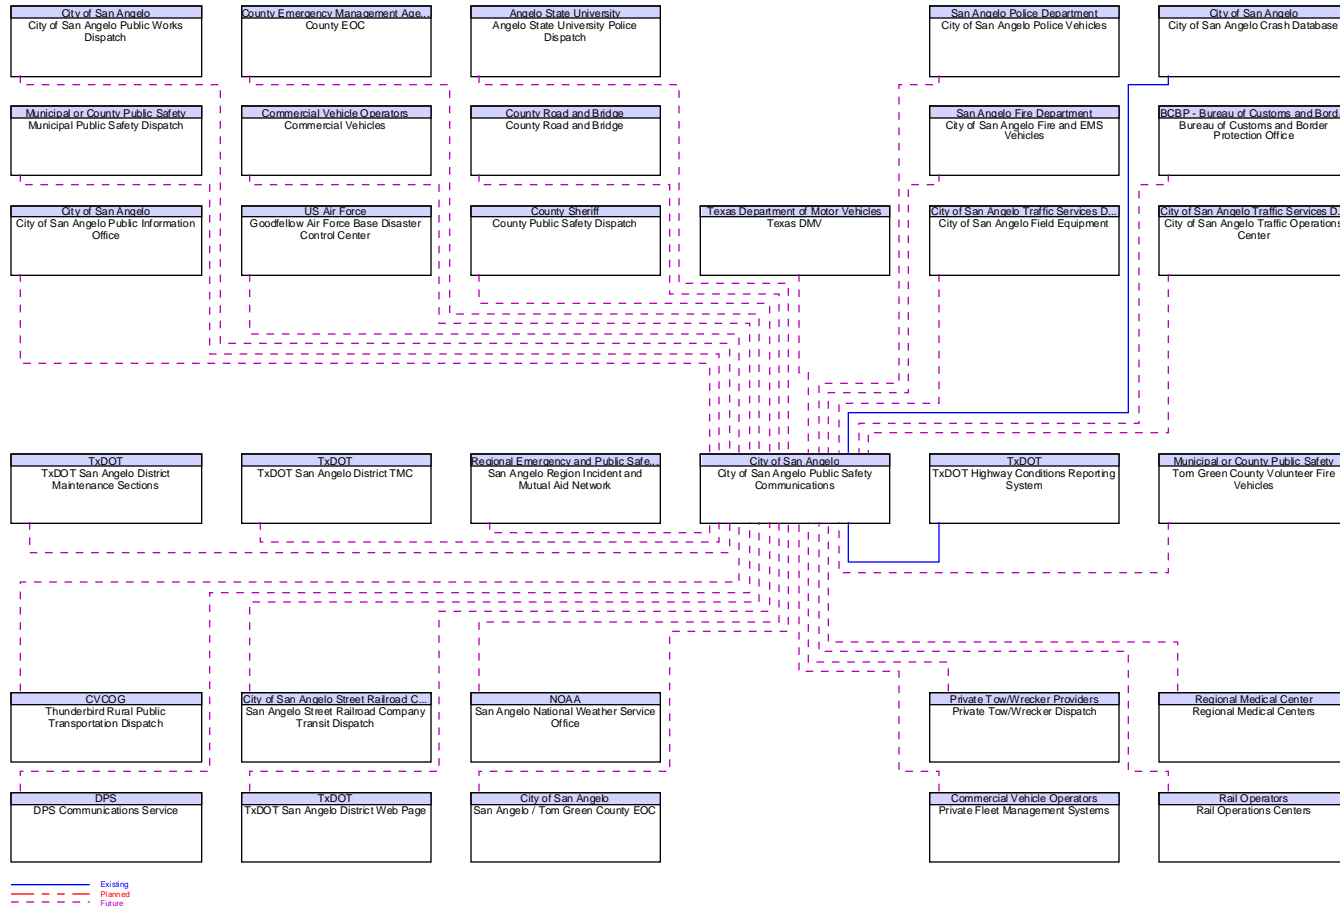 City of San Angelo
City of San Angelo Public Works
Dispatch
County Emergency Management Age...
County EOC
Angelo State University
Angelo State University Police
Dispatch
San Angelo Police Department
City of San Angelo Police Vehicles
City of San Angelo
City of San Angelo Crash Database
Municipal or County Public Safety
Municipal Public Safety Dispatch
Commercial Vehicle Operators
Commercial Vehicles
County Road and Bridge
County Road and Bridge
San Angelo Fire Department
City of San Angelo Fire and EMS
Vehicles
BCBP - Bureau of Customs and Bord...
Bureau of Customs and Border
Protection Office
City of San Angelo
City of San Angelo Public Information
Office
US Air Force
Goodfellow Air Force Base Disaster
Control Center
County Sheriff
County Public Safety Dispatch
Texas Department of Motor Vehicles
Texas DMV
City of San Angelo Traffic Services D...
City of San Angelo Field Equipment
City of San Angelo Traffic Services D...
City of San Angelo Traffic Operations
Center
TxDOT
TxDOT San Angelo District
Maintenance Sections
TxDOT
TxDOT San Angelo District TMC
Regional Emergency and Public Safe...
San Angelo Region Incident and
Mutual Aid Network
City of San Angelo
City of San Angelo Public Safety
Communications
TxDOT
TxDOT Highway Conditions Reporting
System
Municipal or County Public Safety
Tom Green County Volunteer Fire
Vehicles
CVCOG
Thunderbird Rural Public
Transportation Dispatch
City of San Angelo Street Railroad C...
San Angelo Street Railroad Company
Transit Dispatch
NOAA
San Angelo National Weather Service
Office
Private Tow/Wrecker Providers
Private Tow/Wrecker Dispatch
Regional Medical Center
Regional Medical Centers
DPS
DPS Communications Service
TxDOT
TxDOT San Angelo District Web Page
City of San Angelo
San Angelo / Tom Green County EOC
Commercial Vehicle Operators
Private Fleet Management Systems
Rail Operators
Rail Operations Centers
Existing
Planned
Future